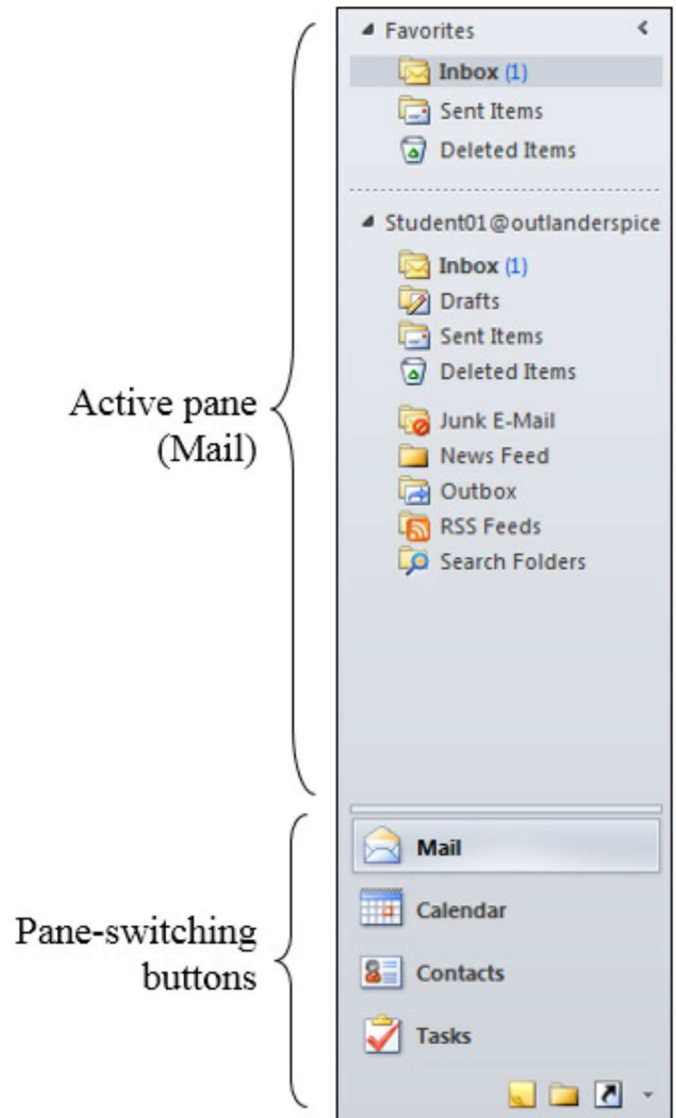 Favorites
Inbox (1)
Sent Items
Deleted Items
Student01@outlanderspice
Inbox (1)
Drafts
Sent Items
Deleted Items
Junk E-Mail
News Feed
Outbox
RSS Feeds
Search Folders
Active pane
(Mail)
Mail
Calendar
Contacts
Tasks
Pane-switching
buttons